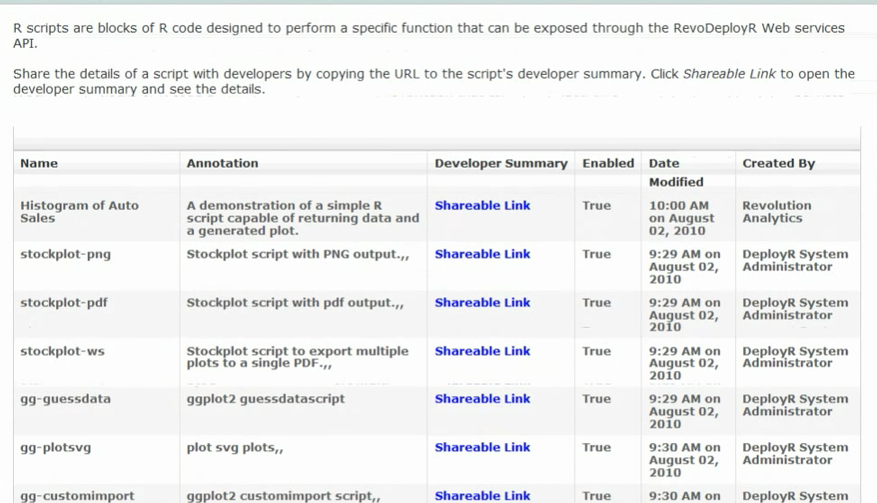 R scripts are blocks of R code designed to perform a specific function that can be exposed through the RevoDeployR Web services
API.
Share the details of a script with developers by copying the URL to the script's developer summary. Click Shareable Link to open the
developer summary and see the details.
Name Annotation Developer Summary Enabled Date Modified Created By
Histogram of Auto Sales A demonstration of a simple R script capable of returning data and a generated plot. Shareable Link True 10:00 AM on August 02, 2010 Revolution Analytics
stockplot-png Stockplot script with PNG output.,, Shareable Link True 9:29 AM on August 02, 2010 DeployR System Administrator
stockplot-pdf Stockplot script with pdf output.,, Shareable Link True 9:29 AM on August 02, 2010 DeployR System Administrator
stockplot-ws Stockplot script to export multiple plots to a single PDF.,, Shareable Link True 9:29 AM on August 02, 2010 DeployR System Administrator
gg-guessdata ggplot2 guessdatascript Shareable Link True 9:29 AM on August 02, 2010 DeployR System Administrator
gg-plotsvg plot svg plots,, Shareable Link True 9:30 AM on August 02, 2010 DeployR System Administrator
gg-customimport ggplot2 customimport script,, Shareable Link True 9:30 AM on DeployR System